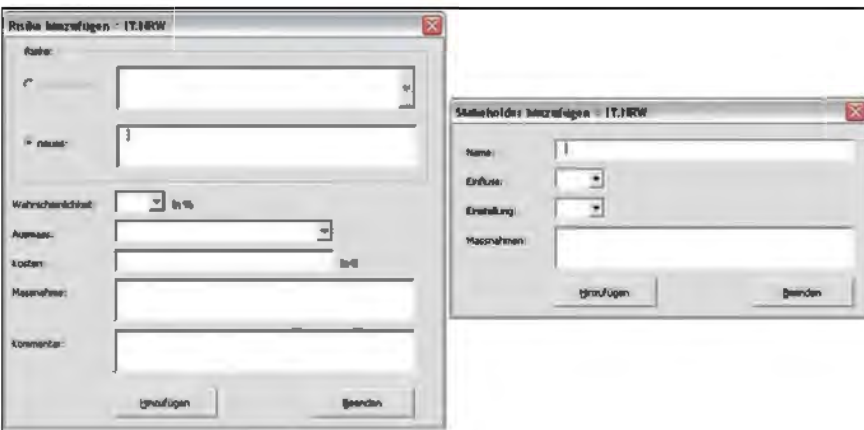 Risiko hinzufügen - IT.NRW
Risiko:
neues:
Wahrscheinlichkeit:
in %
Ausmass:
Kosten:
in €
Massnahme:
Kommentar:
Hinzufügen
Beenden
Stakeholder hinzufügen - IT.NRW
Name:
Einfluss:
Einstellung:
Massnahmen:
Hinzufügen
Beenden